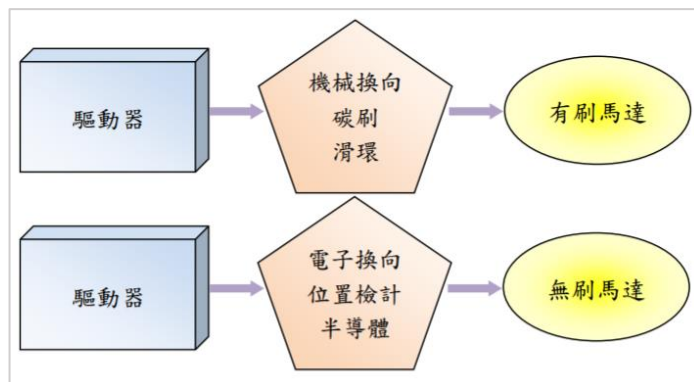 驅動器
機械換向
碳刷
滑環
有刷馬達
驅動器
電子換向
位置檢計
半導體
無刷馬達